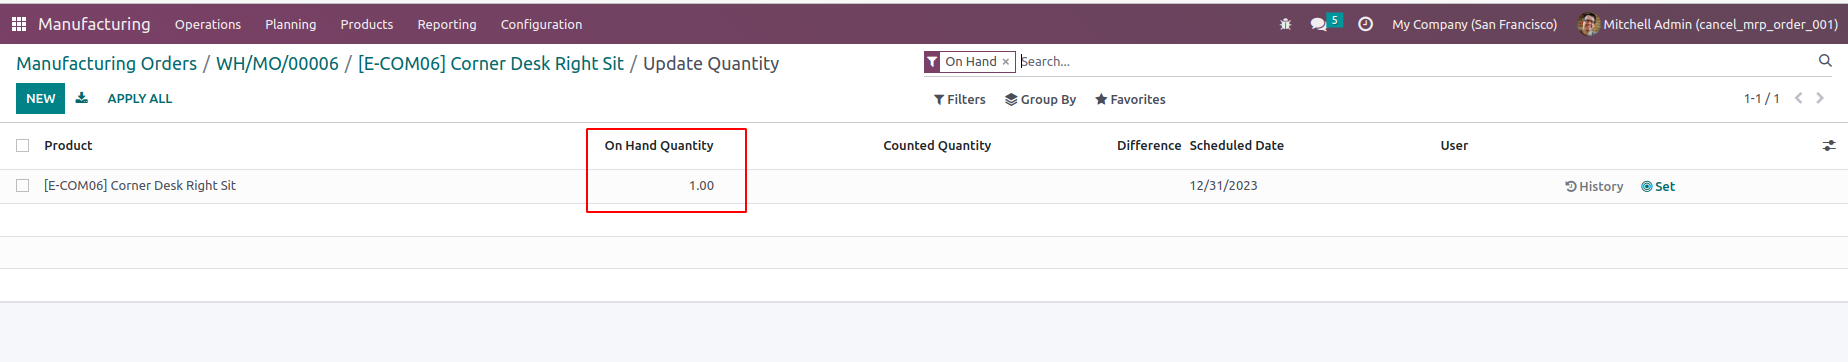 Manufacturing Operations Planning Products Reporting Configuration 5 My Company (San Francisco) Mitchell Admin (cancel_mrp_order_001)
Manufacturing Orders / WH/MO/00006 / [E-COM06] Corner Desk Right Sit / Update Quantity On Hand × Search...
NEW APPLY ALL Filters Group By Favorites 1-1 / 1
Product On Hand Quantity Counted Quantity Difference Scheduled Date User
[E-COM06] Corner Desk Right Sit 1.00 12/31/2023 History Set